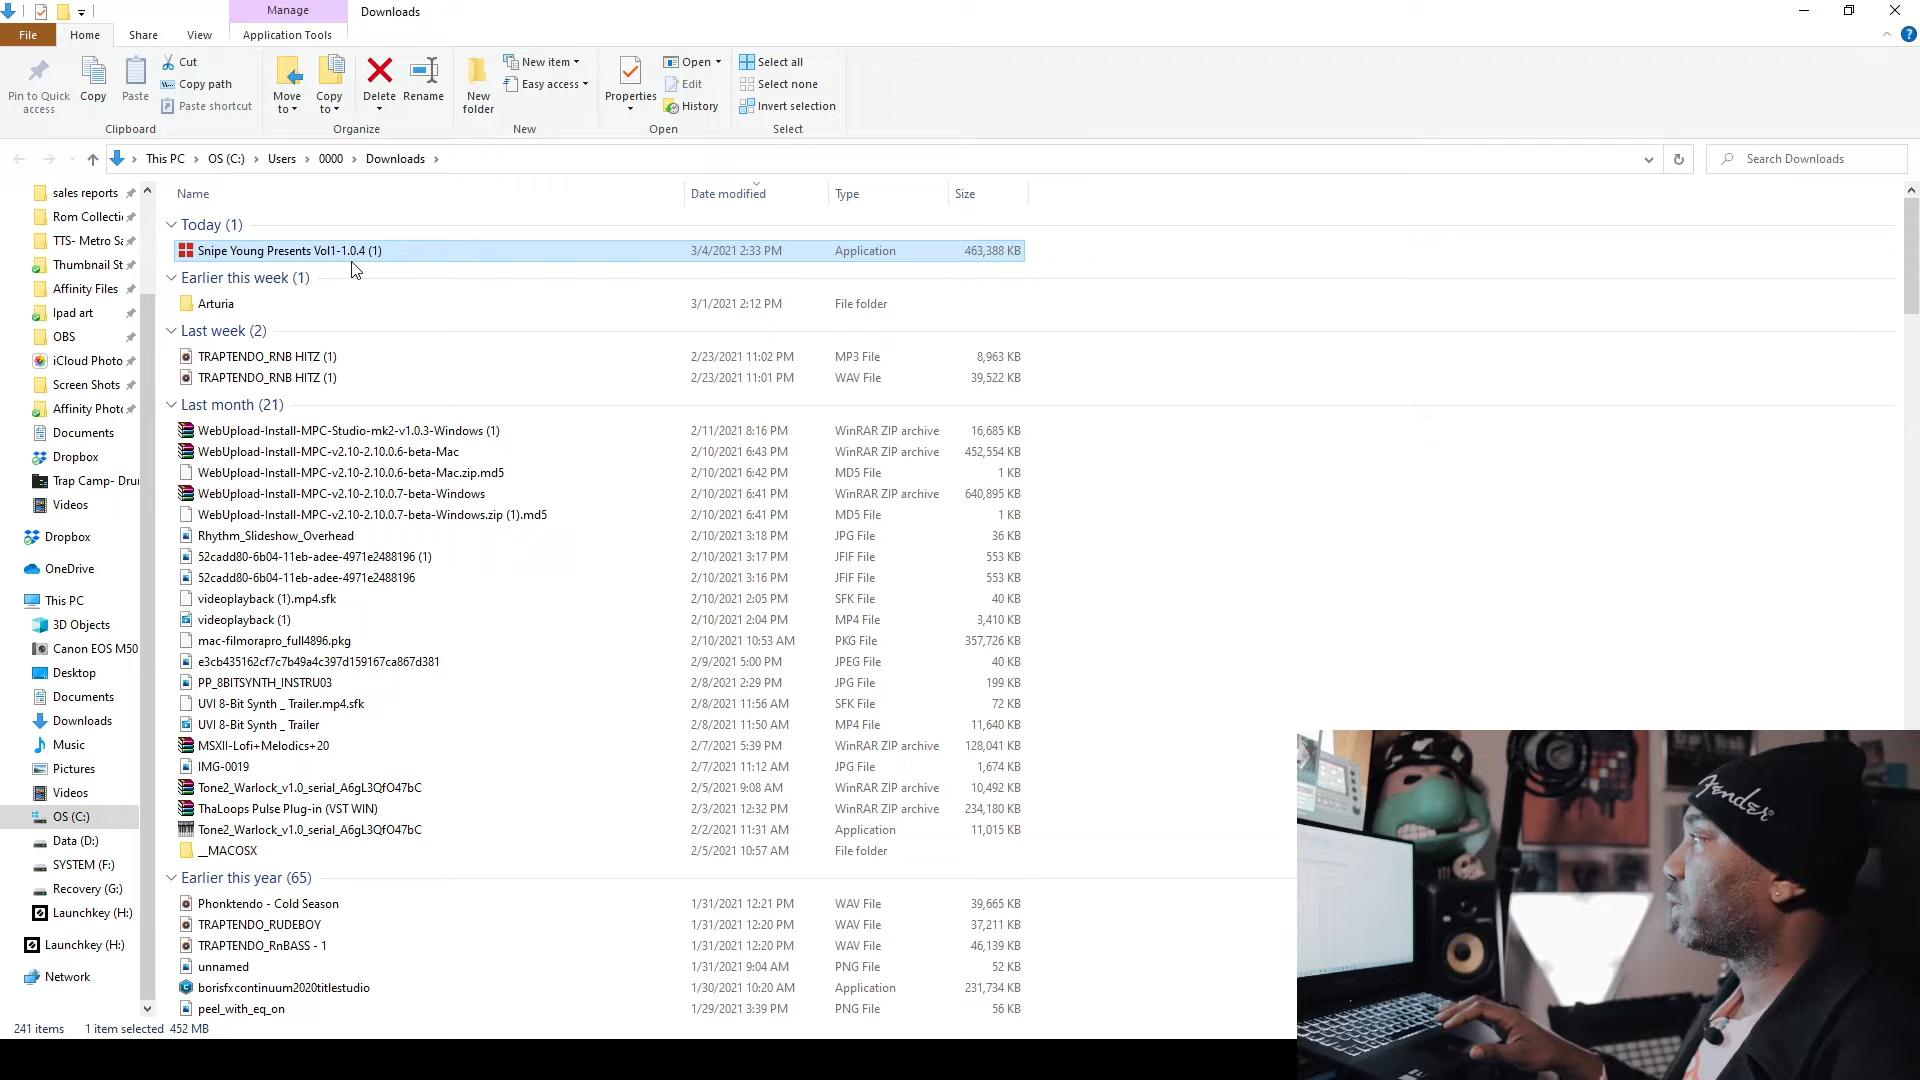 Manage
Downloads
File
Home
Share
View
Application Tools
Pin to Quick access
Copy
Paste
Cut
Copy path
Paste shortcut
Clipboard
Move to
Copy to
Delete
Rename
Organize
New folder
New item
Easy access
New
Properties
Open
Edit
History
Open
Select all
Select none
Invert selection
Select
This PC > OS (C:) > Users > 0000 > Downloads >
Search Downloads
sales reports
Rom Collecti
TTS- Metro Sa
Thumbnail St
Affinity Files
Ipad art
OBS
iCloud Photo
Screen Shots
Affinity Photo
Documents
Dropbox
Trap Camp- Dru
Videos
Dropbox
OneDrive
This PC
3D Objects
Canon EOS M50
Desktop
Documents
Downloads
Music
Pictures
Videos
OS (C:)
Data (D:)
SYSTEM (F:)
Recovery (G:)
Launchkey (H:)
Launchkey (H:)
Network
Name Date modified Type Size
Today (1)
Snipe Young Presents Vol1-1.0.4 (1) 3/4/2021 2:33 PM Application 463,388 KB
Earlier this week (1)
Arturia 3/1/2021 2:12 PM File folder
Last week (2)
TRAPTENDO_RNB HITZ (1) 2/23/2021 11:02 PM MP3 File 8,963 KB
TRAPTENDO_RNB HITZ (1) 2/23/2021 11:01 PM WAV File 39,522 KB
Last month (21)
WebUpload-Install-MPC-Studio-mk2-v1.0.3-Windows (1) 2/11/2021 8:16 PM WinRAR ZIP archive 16,685 KB
WebUpload-Install-MPC-v2.10-2.10.0.6-beta-Mac 2/10/2021 6:43 PM WinRAR ZIP archive 452,554 KB
WebUpload-Install-MPC-v2.10-2.10.0.6-beta-Mac.zip.md5 2/10/2021 6:42 PM MD5 File 1 KB
WebUpload-Install-MPC-v2.10-2.10.0.7-beta-Windows 2/10/2021 6:41 PM WinRAR ZIP archive 640,895 KB
WebUpload-Install-MPC-v2.10-2.10.0.7-beta-Windows.zip (1).md5 2/10/2021 6:41 PM MD5 File 1 KB
Rhythm_Slideshow_Overhead 2/10/2021 3:18 PM JPG File 36 KB
52cadd80-6b04-11eb-adee-4971e2488196 (1) 2/10/2021 3:17 PM JFIF File 553 KB
52cadd80-6b04-11eb-adee-4971e2488196 2/10/2021 3:16 PM JFIF File 553 KB
videoplayback (1).mp4.sfk 2/10/2021 2:05 PM SFK File 40 KB
videoplayback (1) 2/10/2021 2:04 PM MP4 File 3,410 KB
mac-filmorapro_full4896.pkg 2/10/2021 10:53 AM PKG File 357,726 KB
e3cb435162cf7c7b49a4c397d159167ca867d381 2/9/2021 5:00 PM JPEG File 40 KB
PP_8BITSYNTH_INSTRU03 2/8/2021 2:29 PM JPG File 199 KB
UVI 8-Bit Synth _ Trailer.mp4.sfk 2/8/2021 11:56 AM SFK File 72 KB
UVI 8-Bit Synth _ Trailer 2/8/2021 11:50 AM MP4 File 11,640 KB
MSXII-Lofi+Melodics+20 2/7/2021 5:39 PM WinRAR ZIP archive 128,041 KB
IMG-0019 2/7/2021 11:12 AM JPG File 1,674 KB
Tone2_Warlock_v1.0_serial_A6gL3QfO47bC 2/5/2021 9:08 AM WinRAR ZIP archive 10,492 KB
ThaLoops Pulse Plug-in (VST WIN) 2/3/2021 12:32 PM WinRAR ZIP archive 234,180 KB
Tone2_Warlock_v1.0_serial_A6gL3QfO47bC 2/2/2021 11:31 AM Application 11,015 KB
__MACOSX 2/5/2021 10:57 AM File folder
Earlier this year (65)
Phonktendo - Cold Season 1/31/2021 12:21 PM WAV File 39,665 KB
TRAPTENDO_RUDEBOY 1/31/2021 12:20 PM WAV File 37,211 KB
TRAPTENDO_RnBASS - 1 1/31/2021 12:20 PM WAV File 46,139 KB
unnamed 1/31/2021 9:04 AM PNG File 52 KB
borisfxcontinuum2020titlestudio 1/30/2021 10:20 AM Application 231,734 KB
peel_with_eq_on 1/29/2021 3:39 PM PNG File 56 KB
241 items 1 item selected 452 MB
Fender